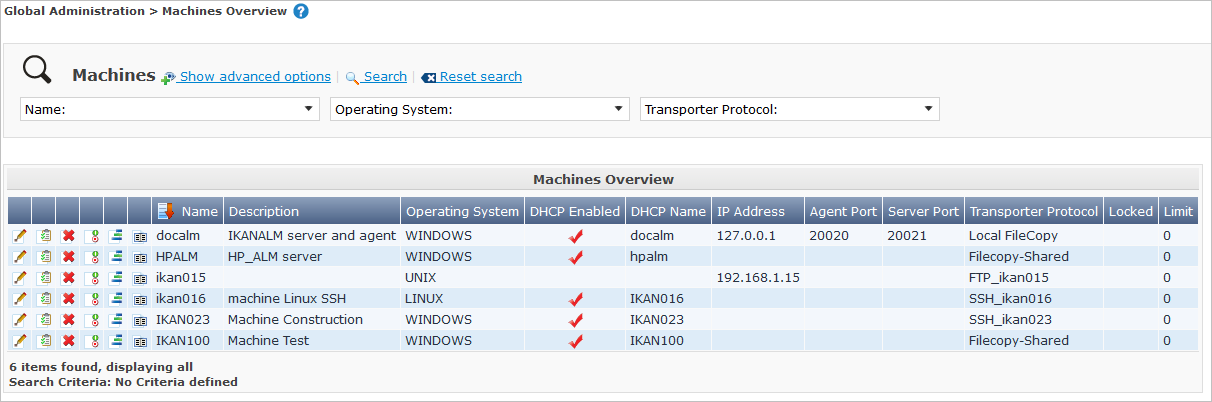 Global Administration > Machines Overview ?
Machines Show advanced options | Search | Reset search
Name: Operating System: Transporter Protocol:
Machines Overview
Name Description Operating System DHCP Enabled DHCP Name IP Address Agent Port Server Port Transporter Protocol Locked Limit
docalm IKANALM server and agent WINDOWS docalm 127.0.0.1 20020 20021 Local FileCopy 0
HPALM HP_ALM server WINDOWS hpalm Filecopy-Shared 0
ikan015 UNIX 192.168.1.15 FTP_ikan015 0
ikan016 machine Linux SSH LINUX IKAN016 SSH_ikan016 0
IKAN023 Machine Construction WINDOWS IKAN023 SSH_ikan023 0
IKAN100 Machine Test WINDOWS IKAN100 Filecopy-Shared 0
6 items found, displaying all
Search Criteria: No Criteria defined